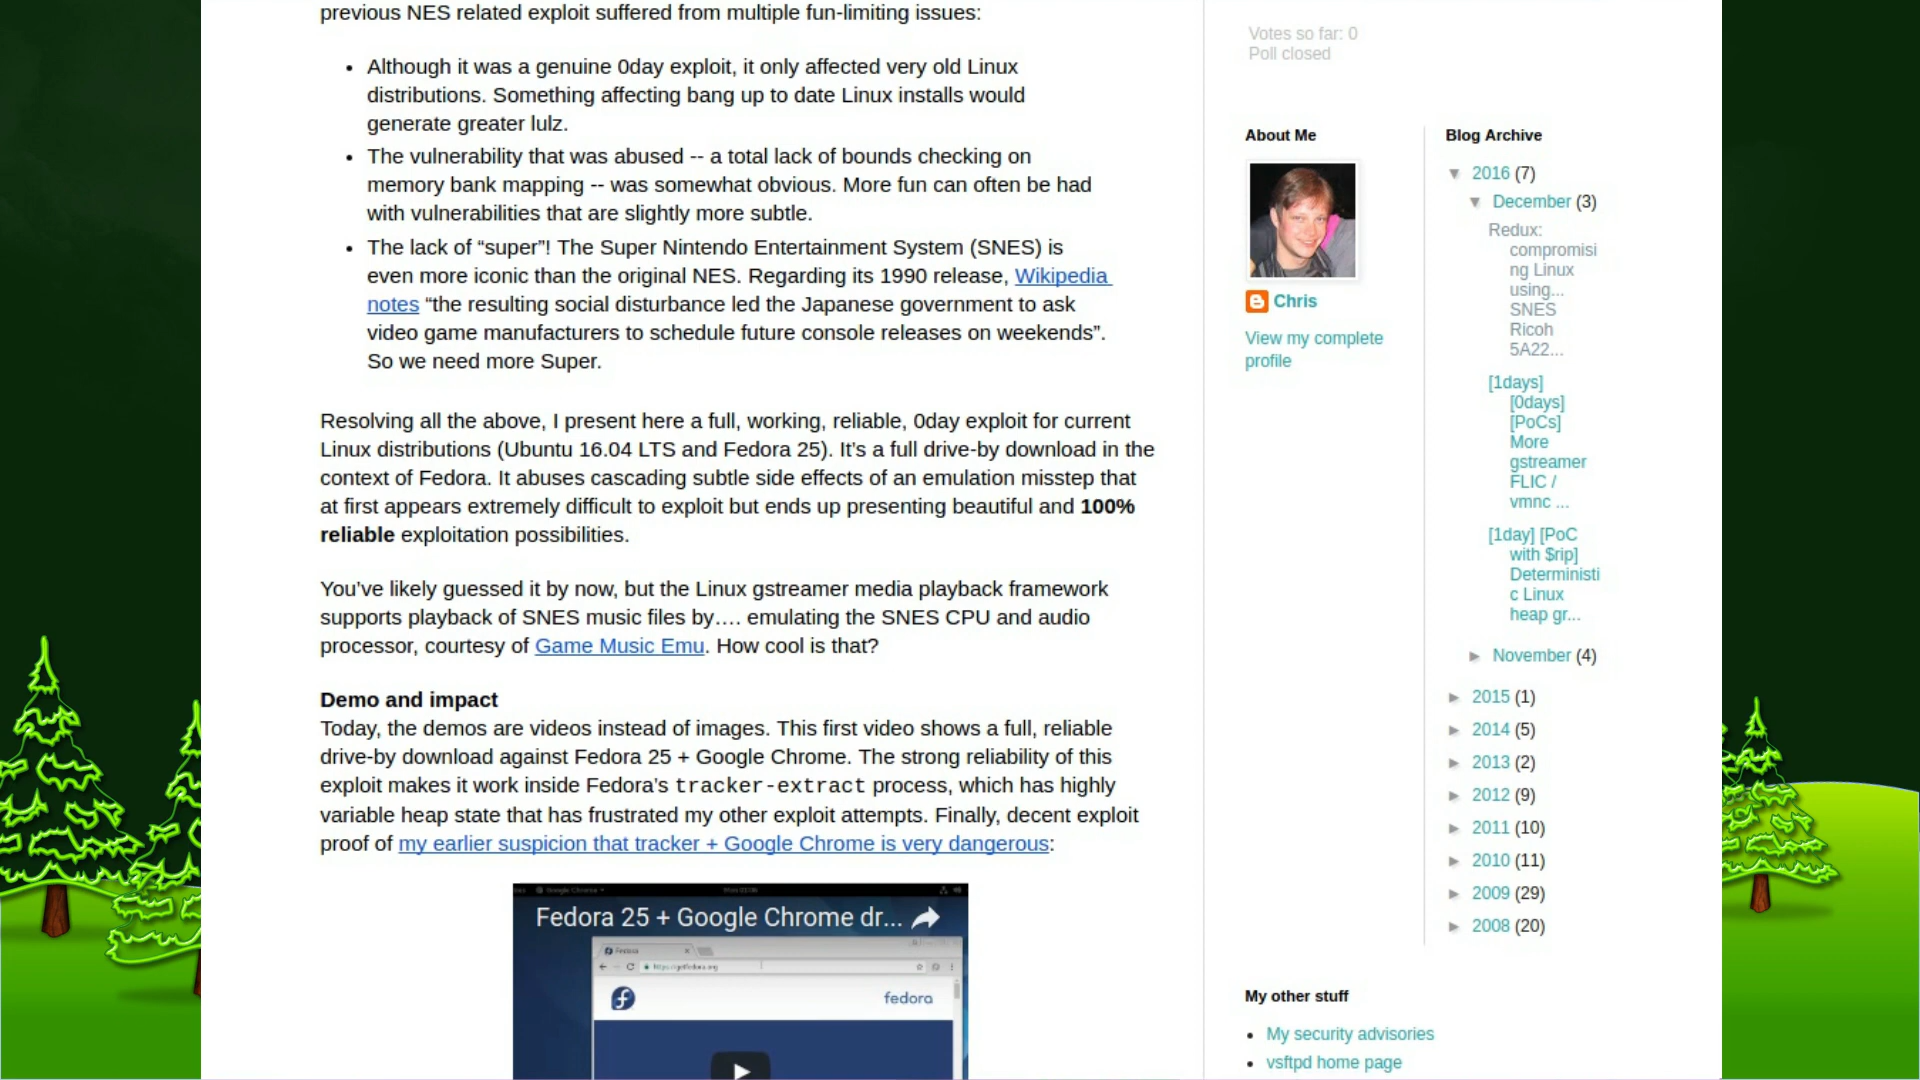 previous NES related exploit suffered from multiple fun-limiting issues:
Although it was a genuine 0day exploit, it only affected very old Linux
distributions. Something affecting bang up to date Linux installs would
generate greater lulz.
The vulnerability that was abused -- a total lack of bounds checking on
memory bank mapping -- was somewhat obvious. More fun can often be had
with vulnerabilities that are slightly more subtle.
The lack of “super”! The Super Nintendo Entertainment System (SNES) is
even more iconic than the original NES. Regarding its 1990 release, Wikipedia
notes “the resulting social disturbance led the Japanese government to ask
video game manufacturers to schedule future console releases on weekends”.
So we need more Super.
Resolving all the above, I present here a full, working, reliable, 0day exploit for current
Linux distributions (Ubuntu 16.04 LTS and Fedora 25). It’s a full drive-by download in the
context of Fedora. It abuses cascading subtle side effects of an emulation misstep that
at first appears extremely difficult to exploit but ends up presenting beautiful and 100%
reliable exploitation possibilities.
You’ve likely guessed it by now, but the Linux gstreamer media playback framework
supports playback of SNES music files by…. emulating the SNES CPU and audio
processor, courtesy of Game Music Emu. How cool is that?
Demo and impact
Today, the demos are videos instead of images. This first video shows a full, reliable
drive-by download against Fedora 25 + Google Chrome. The strong reliability of this
exploit makes it work inside Fedora’s tracker-extract process, which has highly
variable heap state that has frustrated my other exploit attempts. Finally, decent exploit
proof of my earlier suspicion that tracker + Google Chrome is very dangerous:
Google Chrome
Fedora 25 + Google Chrome dr...
Fedora
https://getfedora.org
fedora
Votes so far: 0
Poll closed
About Me
Chris
View my complete
profile
Blog Archive
▼ 2016 (7)
▼ December (3)
Redux:
compromisi
ng Linux
using...
SNES
Ricoh
5A22...
[1days]
[0days]
[PoCs]
More
gstreamer
FLIC /
vmnc ...
[1day] [PoC
with $rip]
Deterministi
c Linux
heap gr...
► November (4)
► 2015 (1)
► 2014 (5)
► 2013 (2)
► 2012 (9)
► 2011 (10)
► 2010 (11)
► 2009 (29)
► 2008 (20)
My other stuff
My security advisories
vsftpd home page